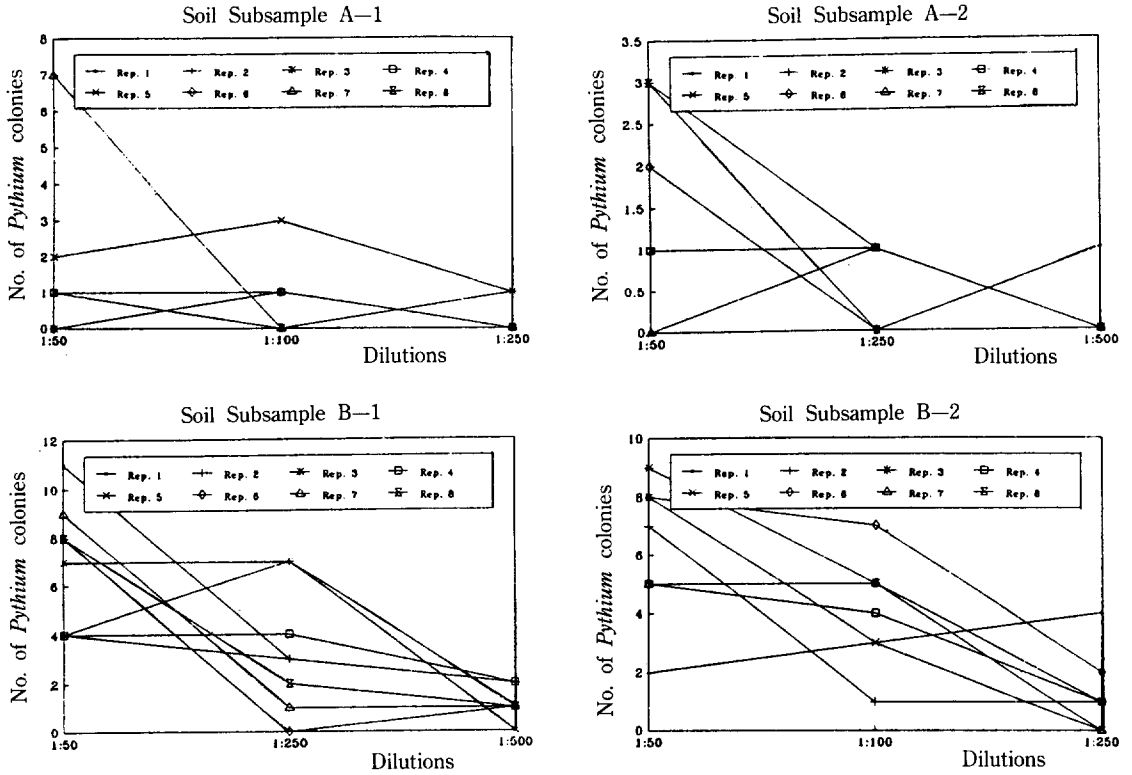 Soil Subsample A—1
No. of Pythium colonies
8
7
6
5
4
3
2
1
0
Rep. 1 Rep. 2 Rep. 3 Rep. 4
Rep. 5 Rep. 6 Rep. 7 Rep. 8
1:50 1:100 1:250
Dilutions
Soil Subsample A—2
No. of Pythium colonies
3.5
3.0
2.5
2.0
1.5
1.0
0.5
0
Rep. 1 Rep. 2 Rep. 3 Rep. 4
Rep. 5 Rep. 6 Rep. 7 Rep. 8
1:50 1:250 1:500
Dilutions
Soil Subsample B—1
No. of Pythium colonies
12
10
8
6
4
2
0
Rep. 1 Rep. 2 Rep. 3 Rep. 4
Rep. 5 Rep. 6 Rep. 7 Rep. 8
1:50 1:250 1:500
Dilutions
Soil Subsample B—2
No. of Pythium colonies
10
8
6
4
2
0
Rep. 1 Rep. 2 Rep. 3 Rep. 4
Rep. 5 Rep. 6 Rep. 7 Rep. 8
1:50 1:100 1:250
Dilutions